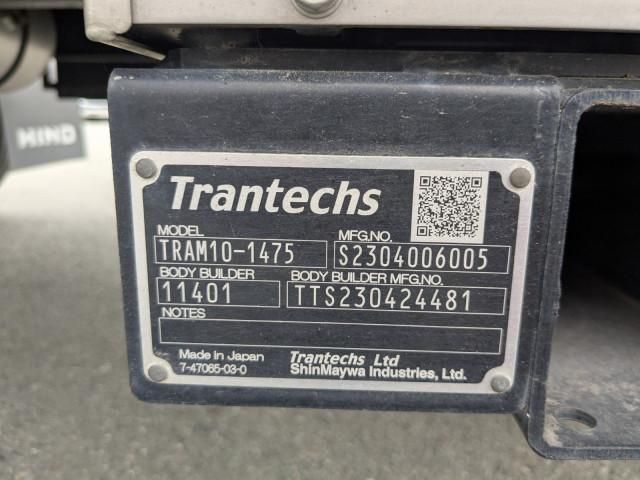 HIND
Trantechs
MODEL MFG.NO.
TRAM10-1475 S2304006005
BODY BUILDER BODY BUILDER MFG.NO.
11401 TTS230424481
NOTES
Made in Japan Trantechs Ltd
7-47065-03-0 ShinMaywa Industries, Ltd.